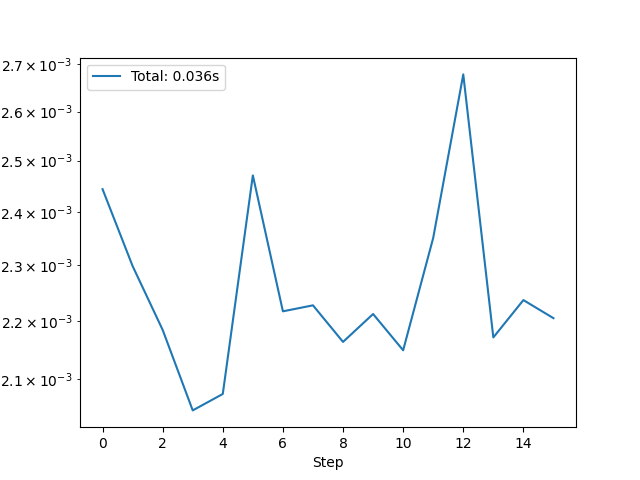 Total: 0.036s
2.7 × 10⁻³
2.6 × 10⁻³
2.5 × 10⁻³
2.4 × 10⁻³
2.3 × 10⁻³
2.2 × 10⁻³
2.1 × 10⁻³
0 2 4 6 8 10 12 14
Step